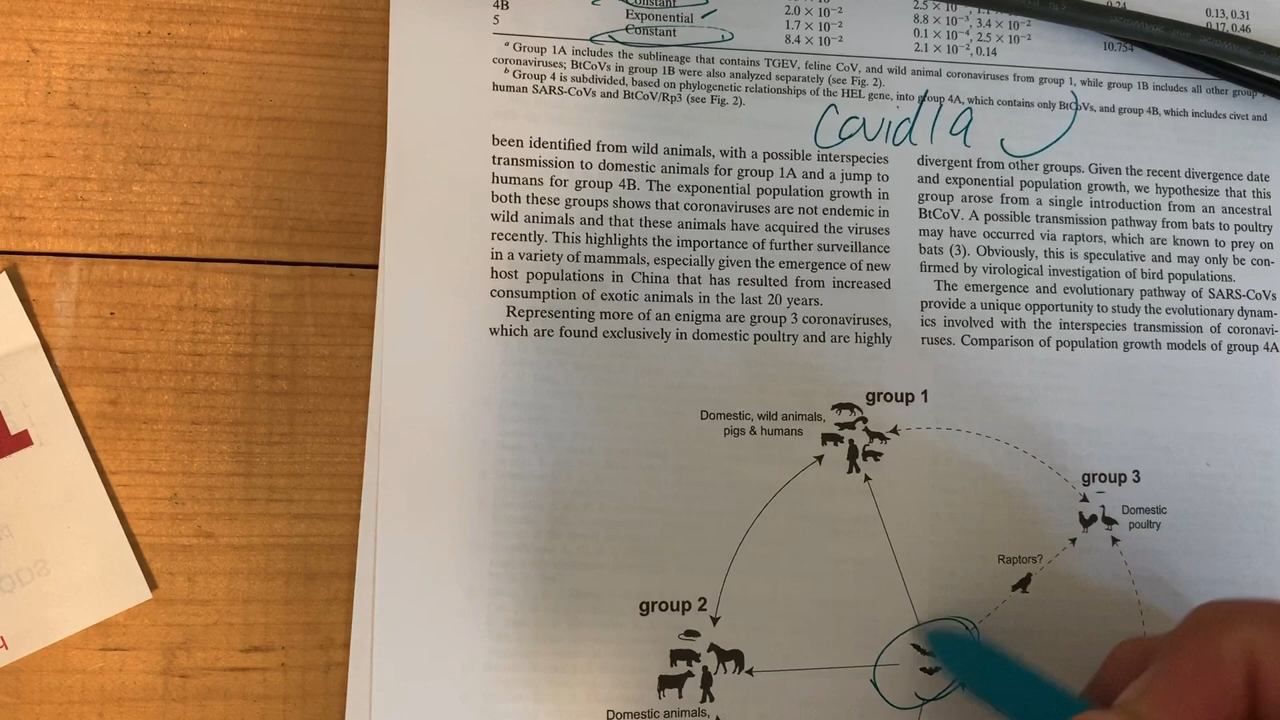 4B
Constant
2.0 × 10⁻²
0.13, 0.31
5
Exponential
1.7 × 10⁻²
8.8 × 10⁻³, 3.4 × 10⁻²
0.17, 0.46
Constant
8.4 × 10⁻²
0.1 × 10⁻⁴, 2.5 × 10⁻²
2.1 × 10⁻², 0.14
10.754
ᵃ Group 1A includes the sublineage that contains TGEV, feline CoV, and wild animal coronaviruses from group 1, while group 1B includes all other group
coronaviruses; BtCoVs in group 1B were also analyzed separately (see Fig. 2).
ᵇ Group 4 is subdivided, based on phylogenetic relationships of the HEL gene, into group 4A, which contains only BtCoVs, and group 4B, which includes civet and
human SARS-CoVs and BtCoV/Rp3 (see Fig. 2).
Covid19
been identified from wild animals, with a possible interspecies
transmission to domestic animals for group 1A and a jump to
humans for group 4B. The exponential population growth in
both these groups shows that coronaviruses are not endemic in
wild animals and that these animals have acquired the viruses
recently. This highlights the importance of further surveillance
in a variety of mammals, especially given the emergence of new
host populations in China that has resulted from increased
consumption of exotic animals in the last 20 years.
Representing more of an enigma are group 3 coronaviruses,
which are found exclusively in domestic poultry and are highly
divergent from other groups. Given the recent divergence date
and exponential population growth, we hypothesize that this
group arose from a single introduction from an ancestral
BtCoV. A possible transmission pathway from bats to poultry
may have occurred via raptors, which are known to prey on
bats (3). Obviously, this is speculative and may only be con-
firmed by virological investigation of bird populations.
The emergence and evolutionary pathway of SARS-CoVs
provide a unique opportunity to study the evolutionary dynam-
ics involved with the interspecies transmission of coronavi-
ruses. Comparison of population growth models of group 4A
group 1
Domestic, wild animals,
pigs & humans
group 3
Domestic
poultry
Raptors?
group 2
Domestic animals,